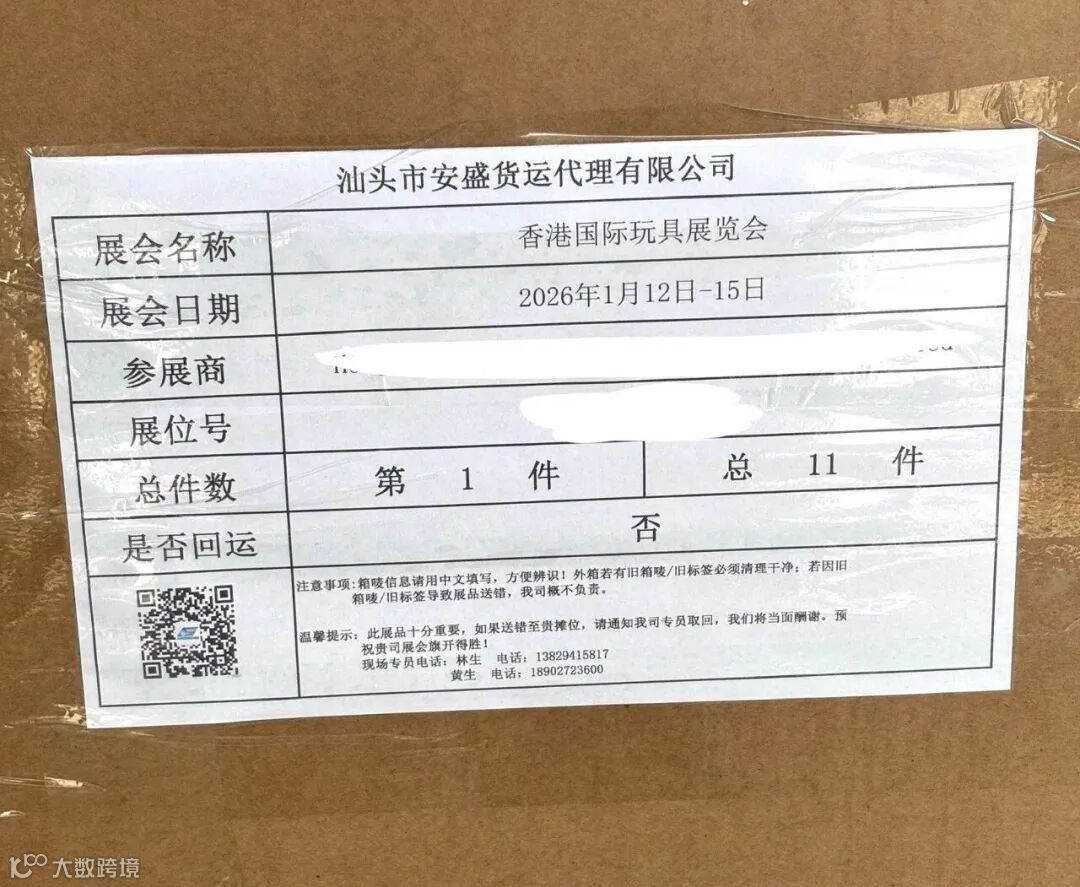 汕头市安盛货运代理有限公司
展会名称 香港国际玩具展览会
展会日期 2026年1月12日-15日
参展商
展位号
总件数 第 1 件 总 11 件
是否回运 否
注意事项:箱唛信息请用中文填写，方便辨识！外箱若有旧箱唛/旧标签必须清理干净；若因旧
箱唛/旧标签导致展品送错，我司概不负责。
温馨提示：此展品十分重要，如果送错至贵摊位，请通知我司专员取回，我们将当面酬谢。预
祝贵司展会旗开得胜！
现场专员电话：林生 电话：13829415817
黄生 电话：18902723600
大数跨境